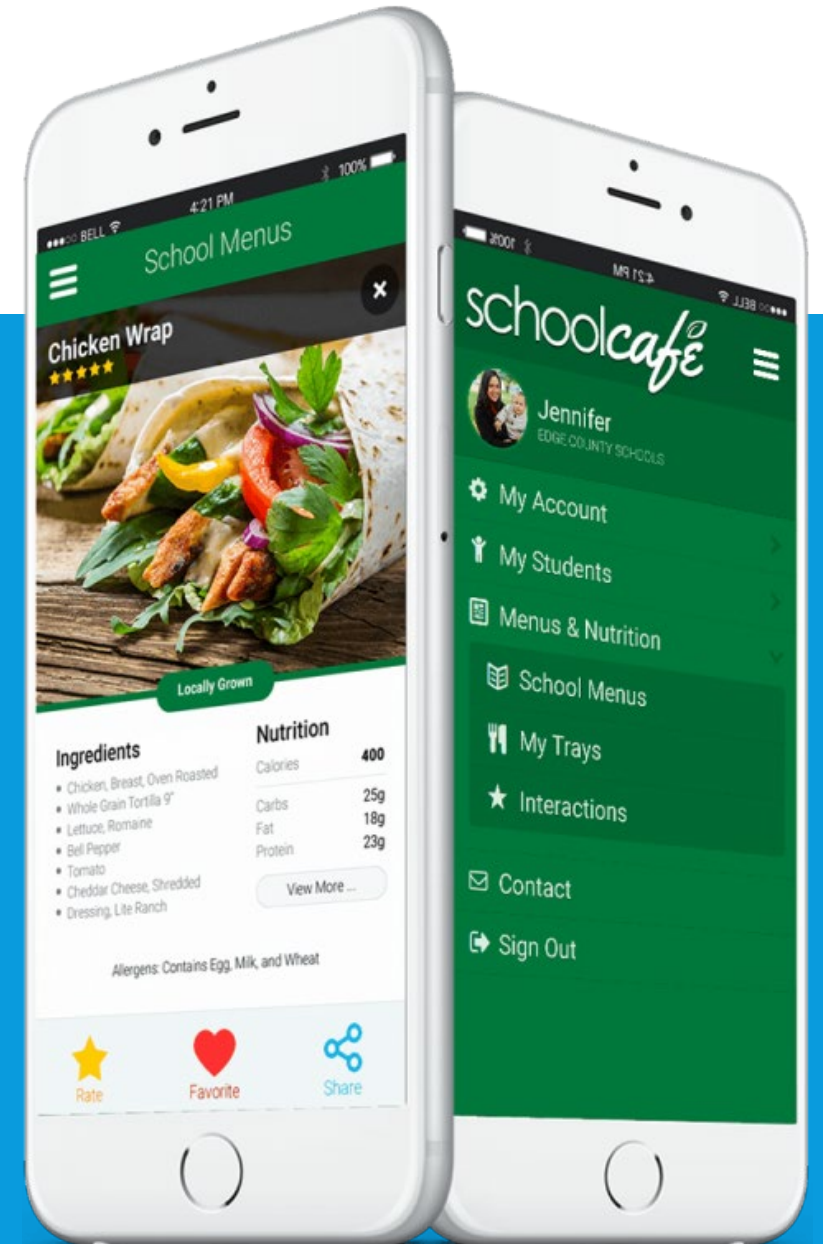 BELL
4:21 PM
100%
School Menus
Chicken Wrap
Locally Grown
Ingredients
• Chicken, Breast, Oven Roasted
• Whole Grain Tortilla 9"
• Lettuce, Romaine
• Bell Pepper
• Tomato
• Cheddar Cheese, Shredded
• Dressing, Lite Ranch
Nutrition
Calories 400
Carbs 25g
Fat 18g
Protein 23g
View More ...
Allergens: Contains Egg, Milk, and Wheat
Rate
Favorite
Share
100%
4:21 PM
BELL
schoolcafé
Jennifer
EDGE COUNTY SCHOOLS
My Account
My Students
Menus & Nutrition
School Menus
My Trays
Interactions
Contact
Sign Out